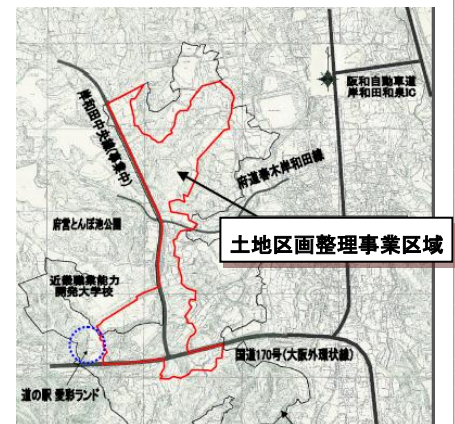 阪和自動車道
岸和田和泉IC
岸和田中央線(事業中)
府道春木岸和田線
府営とんぼ池公園
土地区画整理事業区域
近畿職業能力
開発大学校
国道170号(大阪外環状線)
道の駅 愛彩ランド